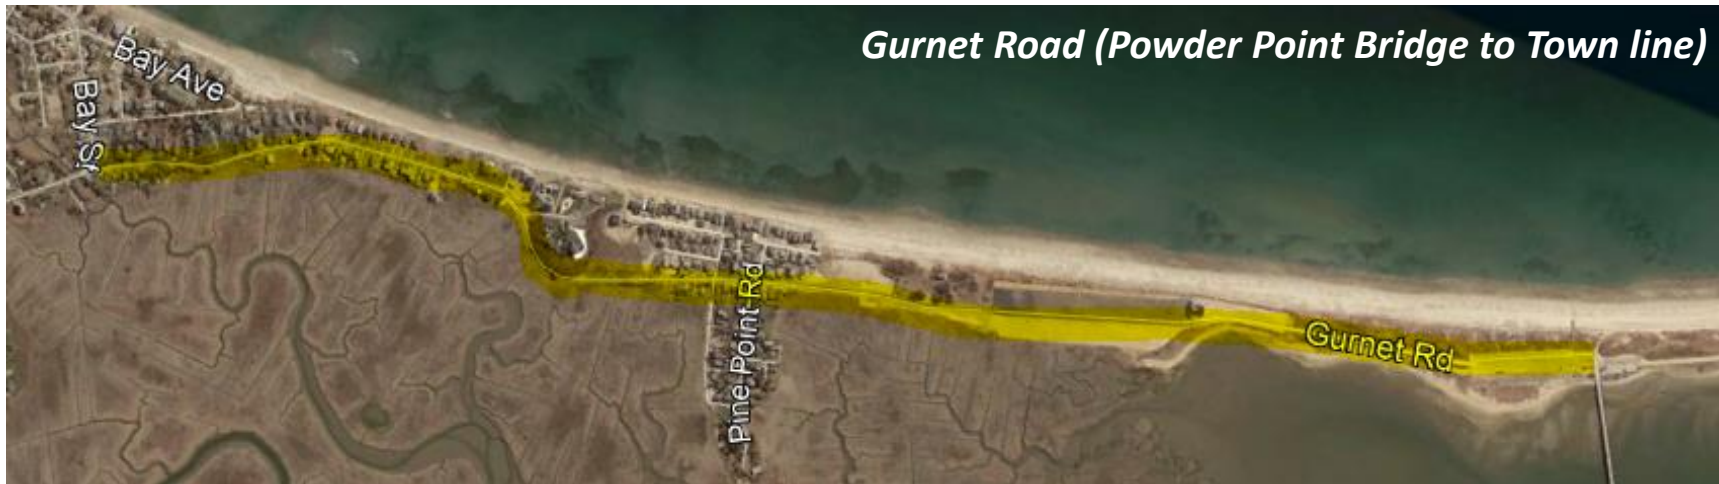 Gurnet Road (Powder Point Bridge to Town line)
Bay Ave
Bay St
Pine Point Rd
Gurnet Rd